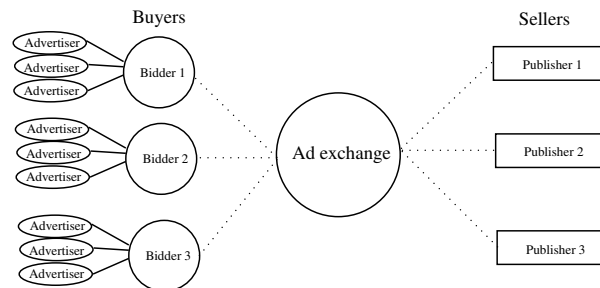 Buyers
Sellers
Advertiser
Advertiser
Advertiser
Bidder 1
Advertiser
Advertiser
Advertiser
Bidder 2
Advertiser
Advertiser
Advertiser
Bidder 3
Ad exchange
Publisher 1
Publisher 2
Publisher 3